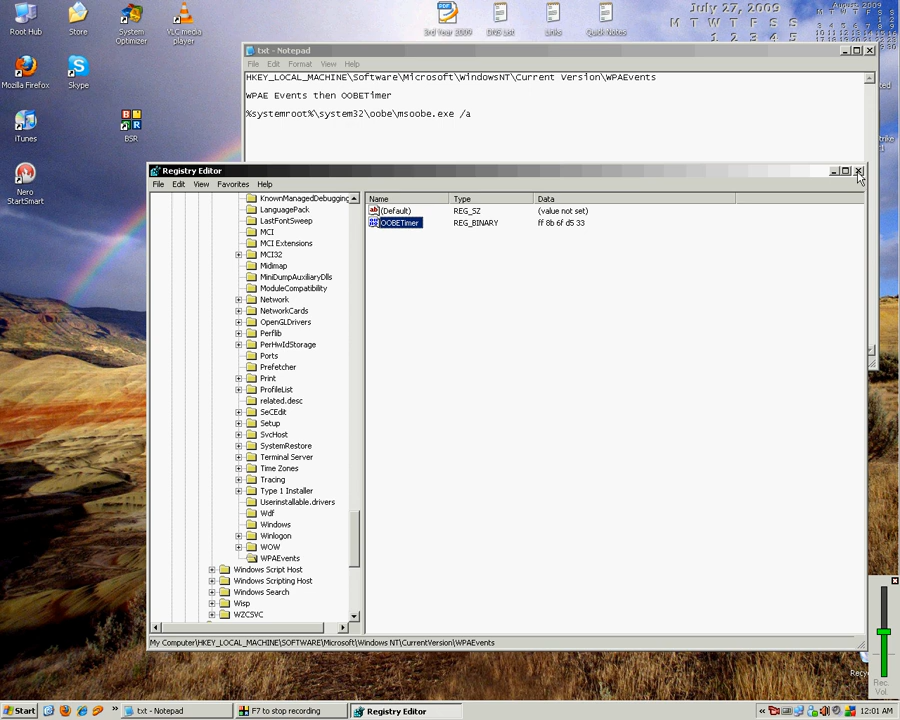 Root Hub
Store
System Optimizer
VLC media player
3rd Year 2009
DNS List
Links
Quick Notes
July 27, 2009
M T W T F S S
1 2 3 4 5
August 2009
M T W T F S S
Mozilla Firefox
Skype
iTunes
BSR
Nero StartSmart
txt - Notepad
File Edit Format View Help
HKEY_LOCAL_MACHINE\Software\Microsoft\WindowsNT\Current Version\WPAEvents
WPAE Events then OOBETimer
%systemroot%\system32\oobe\msoobe.exe /a
Registry Editor
File Edit View Favorites Help
KnownManagedDebugging
LanguagePack
LastFontSweep
MCI
MCI Extensions
MCI32
Midimap
MiniDumpAuxiliaryDlls
ModuleCompatibility
Network
NetworkCards
OpenGLDrivers
Perflib
PerHwIdStorage
Ports
Prefetcher
Print
ProfileList
related.desc
SeCEdit
Setup
SvcHost
SystemRestore
Terminal Server
Time Zones
Tracing
Type 1 Installer
Userinstallable.drivers
Wdf
Windows
Winlogon
WOW
WPAEvents
Windows Script Host
Windows Scripting Host
Windows Search
Wisp
WZCSVC
Name Type Data
(Default) REG_SZ (value not set)
OOBETimer REG_BINARY ff 8b 6f d5 33
My Computer\HKEY_LOCAL_MACHINE\SOFTWARE\Microsoft\Windows NT\CurrentVersion\WPAEvents
Rec. Vol.
Start
txt - Notepad
F7 to stop recording
Registry Editor
12:01 AM